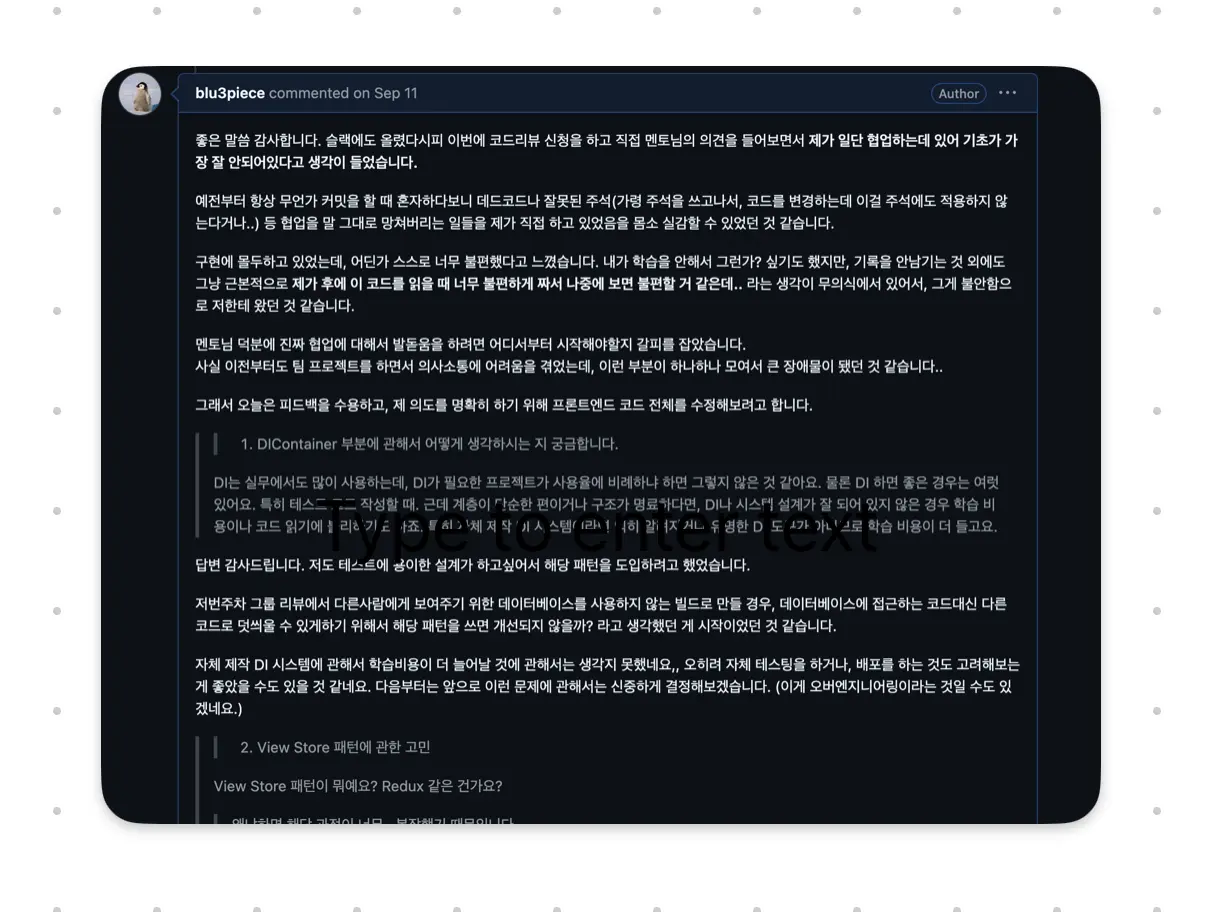 blu3piece commented on Sep 11
Author
좋은 말씀 감사합니다. 슬랙에도 올렸다시피 이번에 코드리뷰 신청을 하고 직접 멘토님의 의견을 들어보면서 제가 일단 협업하는데 있어 기초가 가
장 잘 안되어있다고 생각이 들었습니다.
예전부터 항상 무언가 커밋을 할 때 혼자하다보니 데드코드나 잘못된 주석(가령 주석을 쓰고나서, 코드를 변경하는데 이걸 주석에도 적용하지 않
는다거나..) 등 협업을 말 그대로 망쳐버리는 일들을 제가 직접 하고 있었음을 몸소 실감할 수 있었던 것 같습니다.
구현에 몰두하고 있었는데, 어딘가 스스로 너무 불편했다고 느꼈습니다. 내가 학습을 안해서 그런가? 싶기도 했지만, 기록을 안남기는 것 외에도
그냥 근본적으로 제가 후에 이 코드를 읽을 때 너무 불편하게 짜서 나중에 보면 불편할 거 같은데.. 라는 생각이 무의식에서 있어서, 그게 불안함으
로 저한테 왔던 것 같습니다.
멘토님 덕분에 진짜 협업에 대해서 발돋움을 하려면 어디서부터 시작해야할지 갈피를 잡았습니다.
사실 이전부터도 팀 프로젝트를 하면서 의사소통에 어려움을 겪었는데, 이런 부분이 하나하나 모여서 큰 장애물이 됐던 것 같습니다..
그래서 오늘은 피드백을 수용하고, 제 의도를 명확히 하기 위해 프론트엔드 코드 전체를 수정해보려고 합니다.
1. DIContainer 부분에 관해서 어떻게 생각하시는 지 궁금합니다.
DI는 실무에서도 많이 사용하는데, DI가 필요한 프로젝트가 사용율에 비례하냐 하면 그렇지 않은 것 같아요. 물론 DI 하면 좋은 경우는 여럿
있어요. 특히 테스트 코드 작성할 때. 근데 계층이 단순한 편이거나 구조가 명료하다면, DI나 시스템 설계가 잘 되어 있지 않은 경우 학습 비
용이나 코드 읽기에 불리하기도 하죠. 특히 자체 제작 DI 시스템이라면 널리 알려지거나 유명한 DI 도구가 아니므로 학습 비용이 더 들고요.
Type to enter text
답변 감사드립니다. 저도 테스트에 용이한 설계가 하고싶어서 해당 패턴을 도입하려고 했었습니다.
저번주차 그룹 리뷰에서 다른사람에게 보여주기 위한 데이터베이스를 사용하지 않는 빌드로 만들 경우, 데이터베이스에 접근하는 코드대신 다른
코드로 덧씌울 수 있게하기 위해서 해당 패턴을 쓰면 개선되지 않을까? 라고 생각했던 게 시작이었던 것 같습니다.
자체 제작 DI 시스템에 관해서 학습비용이 더 늘어날 것에 관해서는 생각지 못했네요,, 오히려 자체 테스팅을 하거나, 배포를 하는 것도 고려해보는
게 좋았을 수도 있을 것 같네요. 다음부터는 앞으로 이런 문제에 관해서는 신중하게 결정해보겠습니다. (이게 오버엔지니어링이라는 것일 수도 있
겠네요.)
2. View Store 패턴에 관한 고민
View Store 패턴이 뭐예요? Redux 같은 건가요?